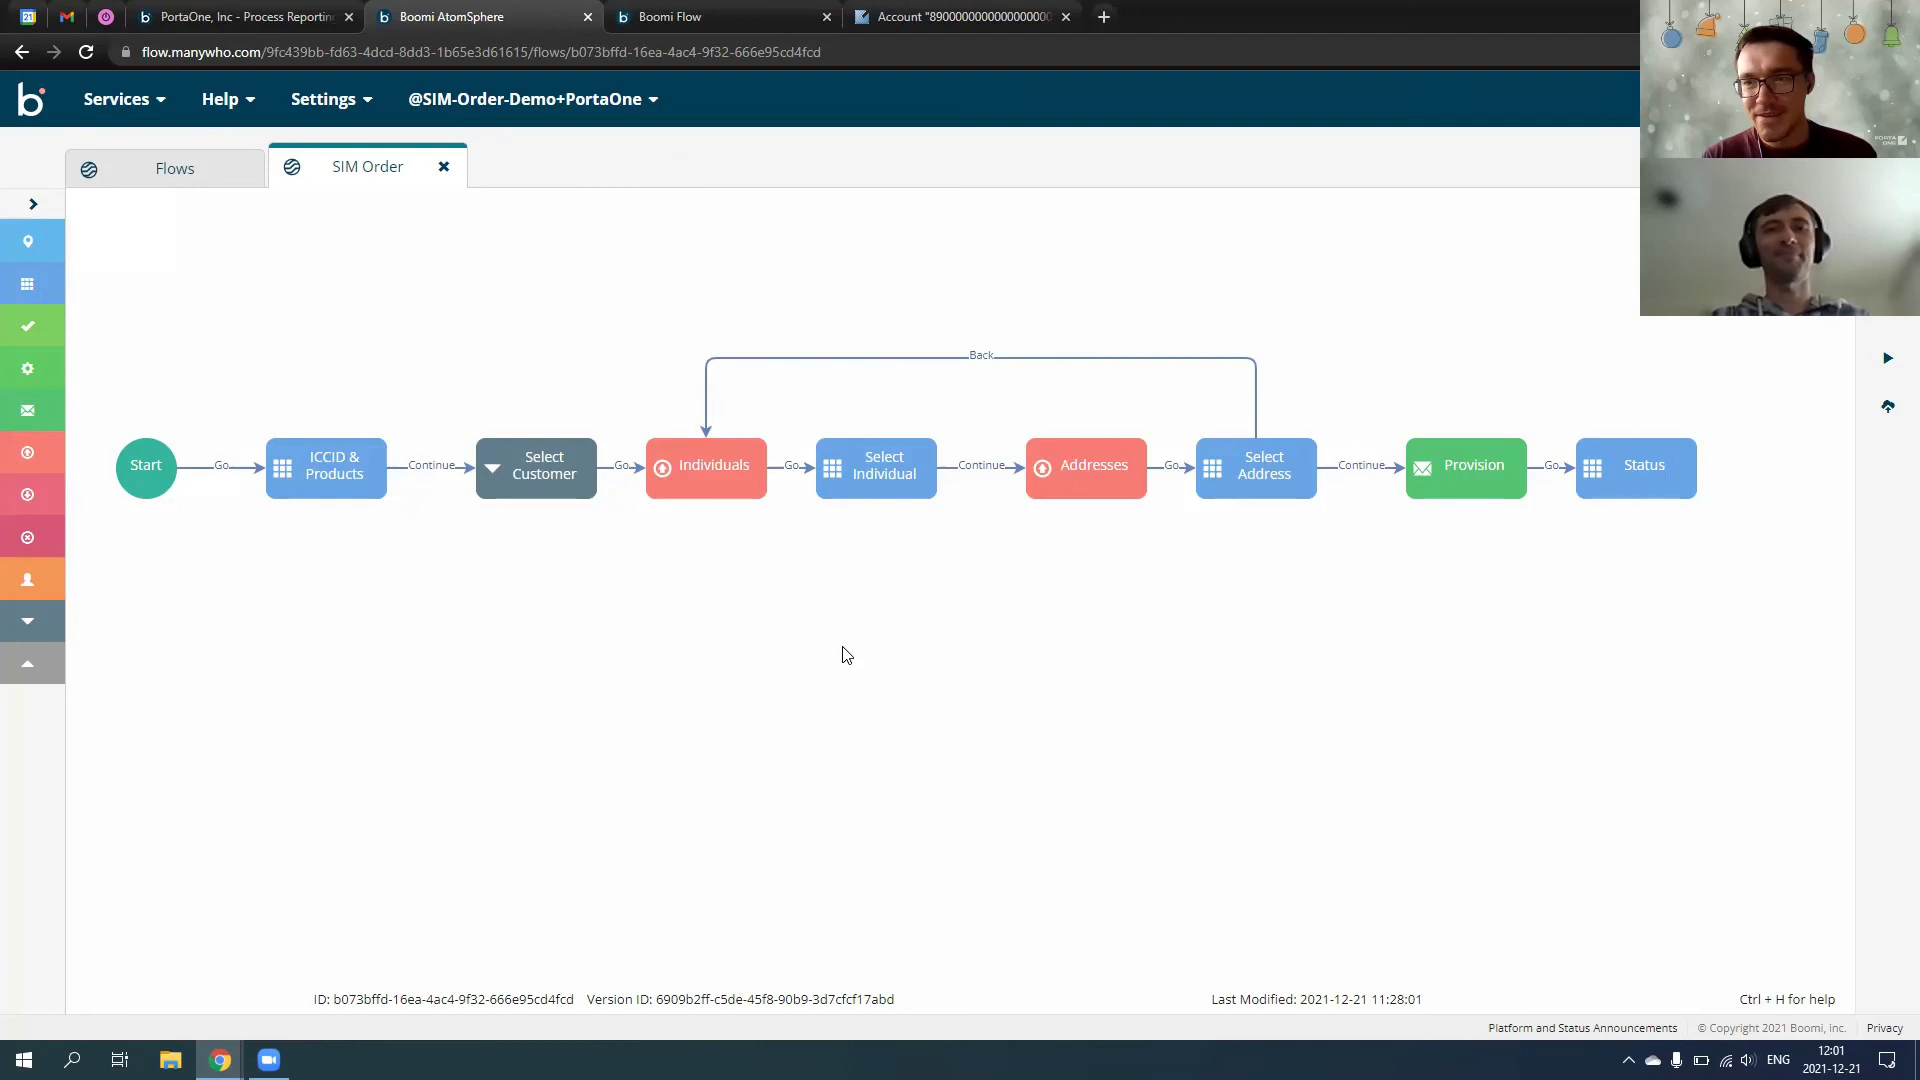 21
PortaOne, Inc - Process Reportin
Boomi AtomSphere
Boomi Flow
Account "89000000000000000
flow.manywho.com/9fc439bb-fd63-4dcd-8dd3-1b65e3d61615/flows/b073bffd-16ea-4ac4-9f32-666e95cd4fcd
b
Services
Help
Settings
@SIM-Order-Demo+PortaOne
Flows
SIM Order
Back
Start
Go
ICCID &
Products
Continue
Select
Customer
Go
Individuals
Go
Select
Individual
Continue
Addresses
Go
Select
Address
Continue
Provision
Go
Status
ID: b073bffd-16ea-4ac4-9f32-666e95cd4fcd
Version ID: 6909b2ff-c5de-45f8-90b9-3d7cfcf17abd
Last Modified: 2021-12-21 11:28:01
Ctrl + H for help
Platform and Status Announcements
© Copyright 2021 Boomi, inc.
Privacy
ENG
12:01
2021-12-21